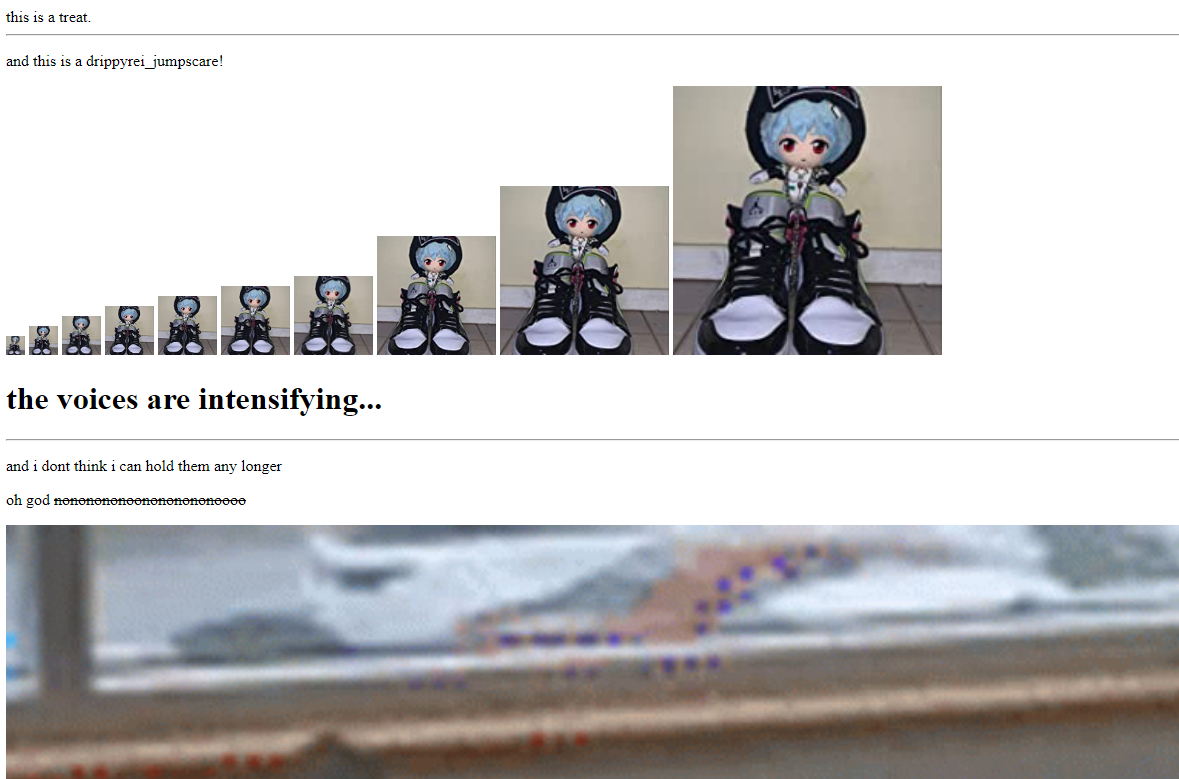 this is a treat.
and this is a drippyrei_jumpscare!
the voices are intensifying...
and i dont think i can hold them any longer
oh god nononononoononononononoooo